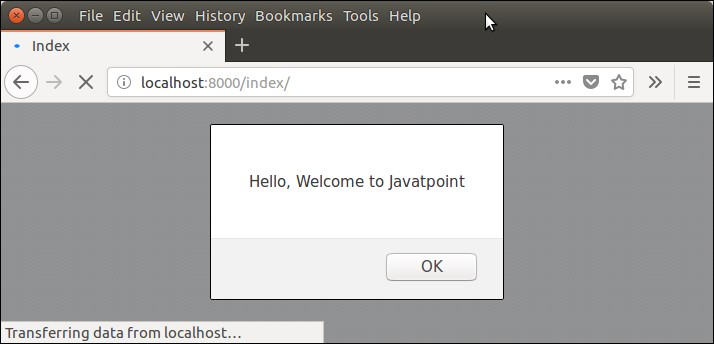 File Edit View History Bookmarks Tools Help
Index
localhost:8000/index/
Hello, Welcome to Javatpoint
OK
Transferring data from localhost…